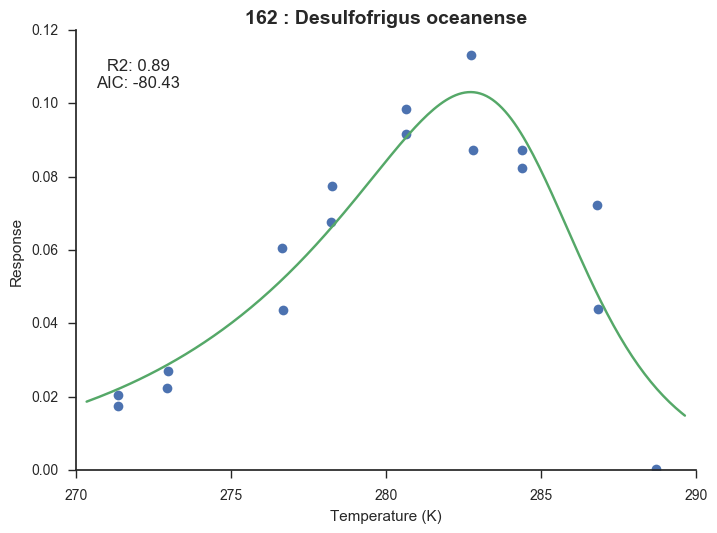 162 : Desulfofrigus oceanense
R2: 0.89
AIC: -80.43
0.12
0.10
0.08
0.06
0.04
0.02
0.00
Response
270
275
280
285
290
Temperature (K)